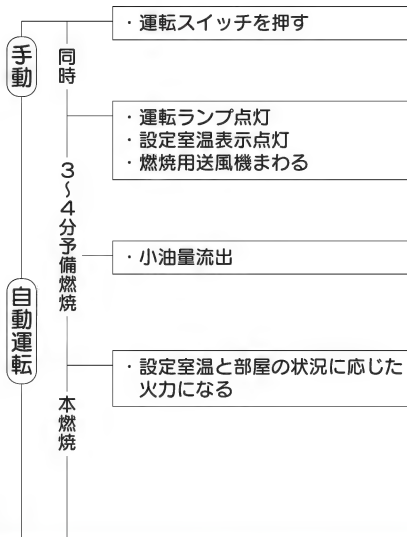 ・運転スイッチを押す
手動
同時
・運転ランプ点灯
・設定室温表示点灯
・燃焼用送風機まわる
3～4分予備燃焼
・小油量流出
自動運転
・設定室温と部屋の状況に応じた
火力になる
本燃焼